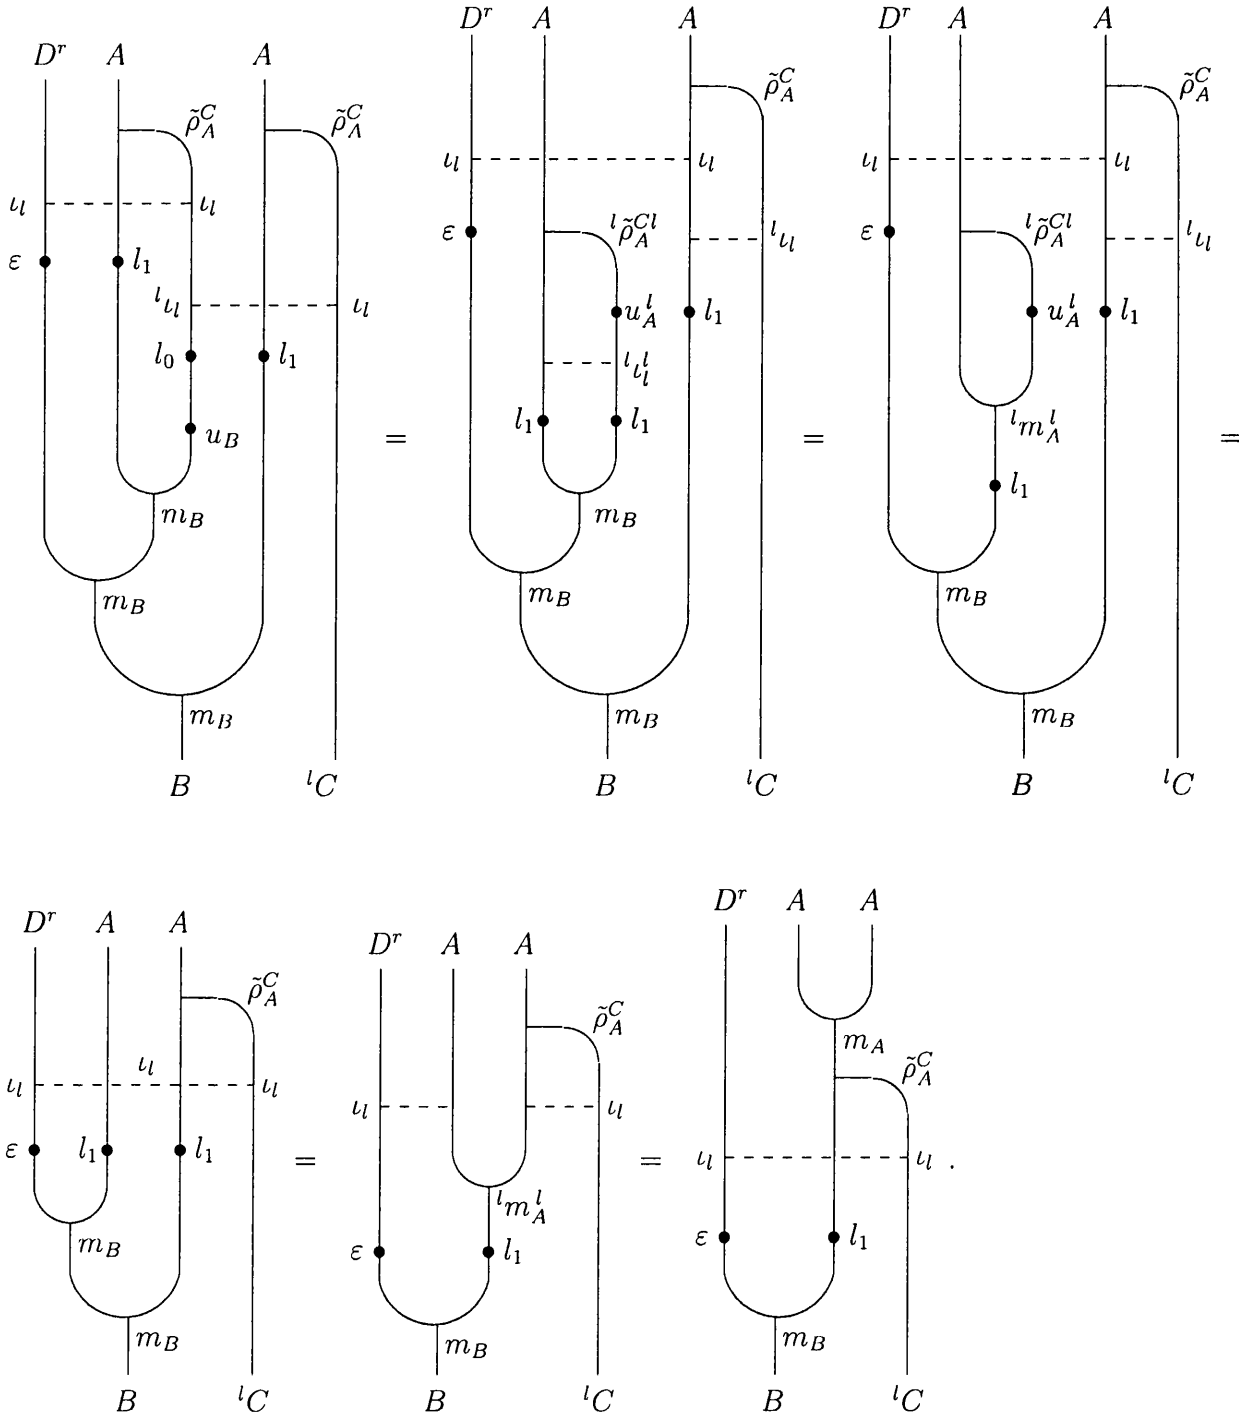 D^r A A D^r A A D^r A A
ρ̃_A^C ρ̃_A^C ρ̃_A^C ρ̃_A^C
ι_l ι_l ι_l ι_l ι_l ι_l
ε l_1 ε ^lρ̃_A^{Cl} ^lι_l ε ^lρ̃_A^{Cl} ^lι_l
^lι_l ι_l u_A^l l_1 u_A^l l_1
l_0 l_1 ^lι_l^l
u_B = l_1 l_1 = ^lm_A^l =
m_B m_B l_1
m_B m_B m_B
m_B m_B m_B
B ^lC B ^lC B ^lC
D^r A A D^r A A D^r A A
ρ̃_A^C ρ̃_A^C m_A
ι_l ι_l ι_l ι_l ι_l ρ̃_A^C
ε l_1 l_1 = = ι_l ι_l .
m_B ε ^lm_A^l l_1 ε l_1
m_B m_B m_B
B ^lC B ^lC B ^lC